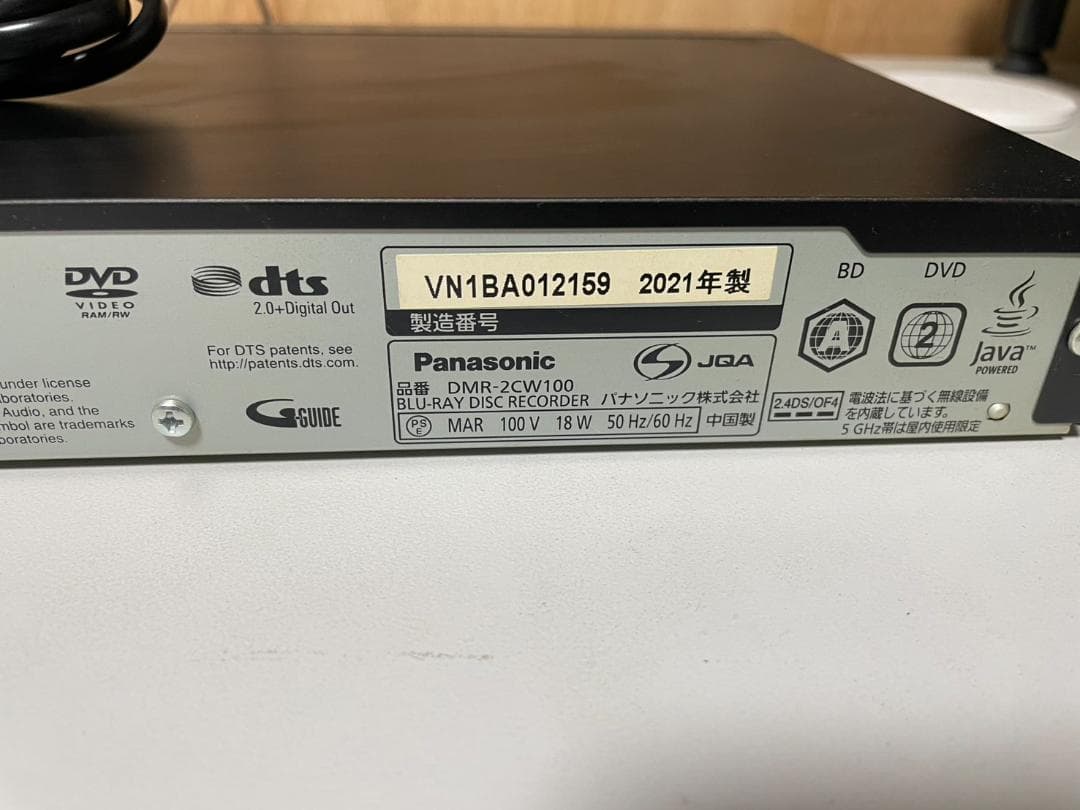 DVD
VIDEO
RAM/RW
dts
2.0+Digital Out
For DTS patents, see
http://patents.dts.com.
under license
aboratories.
Audio, and the
mbol are trademarks
boratories.
G-GUIDE
VN1BA012159 2021年製
製造番号
Panasonic
JQA
品番 DMR-2CW100
BLU-RAY DISC RECORDER パナソニック株式会社
PS
E
MAR 100 V 18 W 50 Hz/60 Hz 中国製
BD
DVD
A
2
Java™
POWERED
2.4DS/OF4
電波法に基づく無線設備
を内蔵しています。
5 GHz帯は屋内使用限定